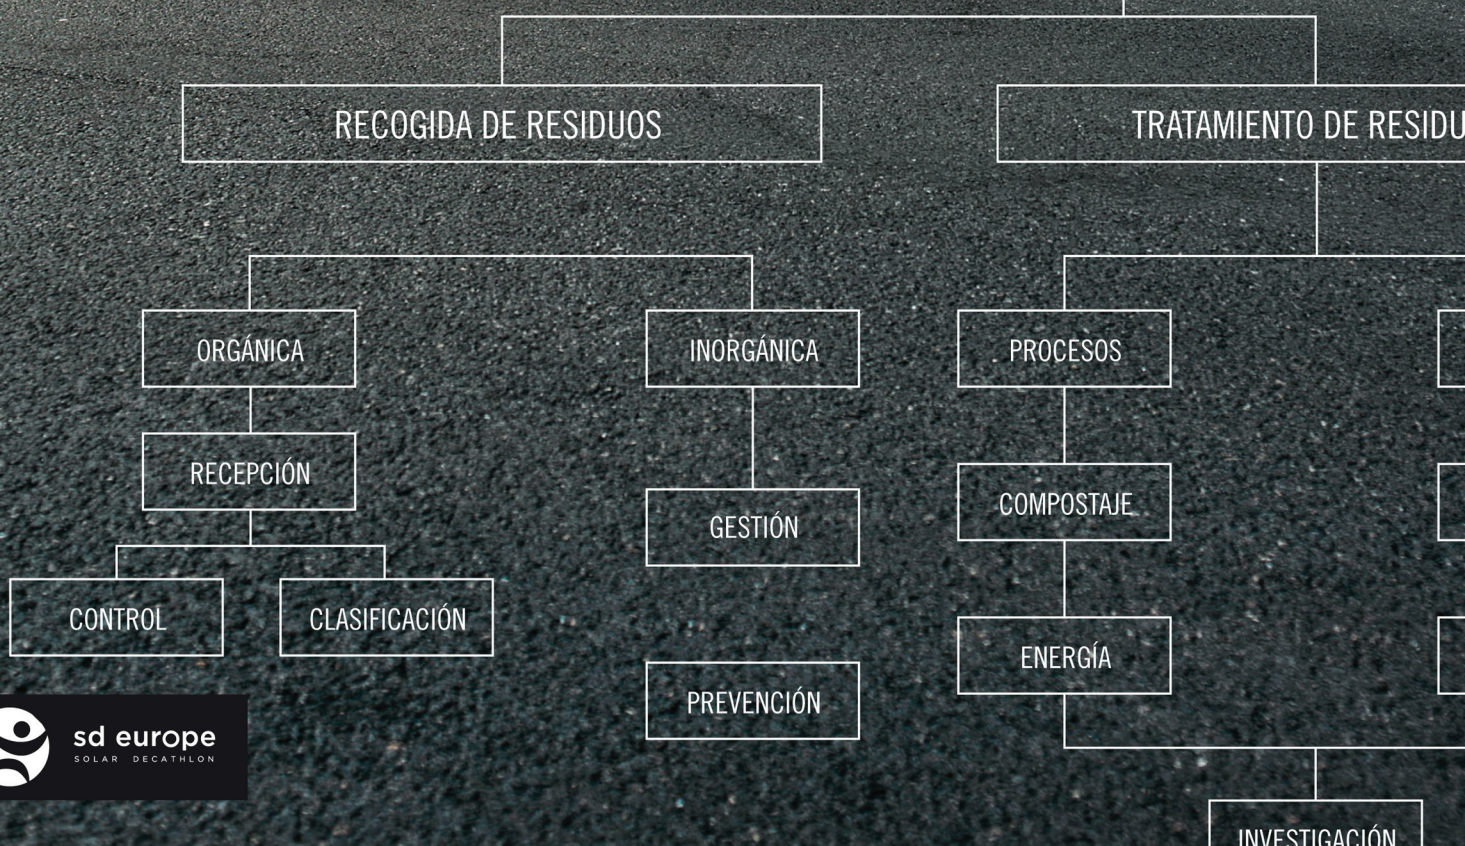 RECOGIDA DE RESIDUOS
TRATAMIENTO DE
ORGÁNICA
INORGÁNICA
PROCESOS
RECEPCIÓN
COMPOSTAJE
GESTIÓN
CONTROL
CLASIFICACIÓN
ENERGÍA
PREVENCIÓN
sd europe
SOLAR DECATHLON
INVESTIGACIÓN